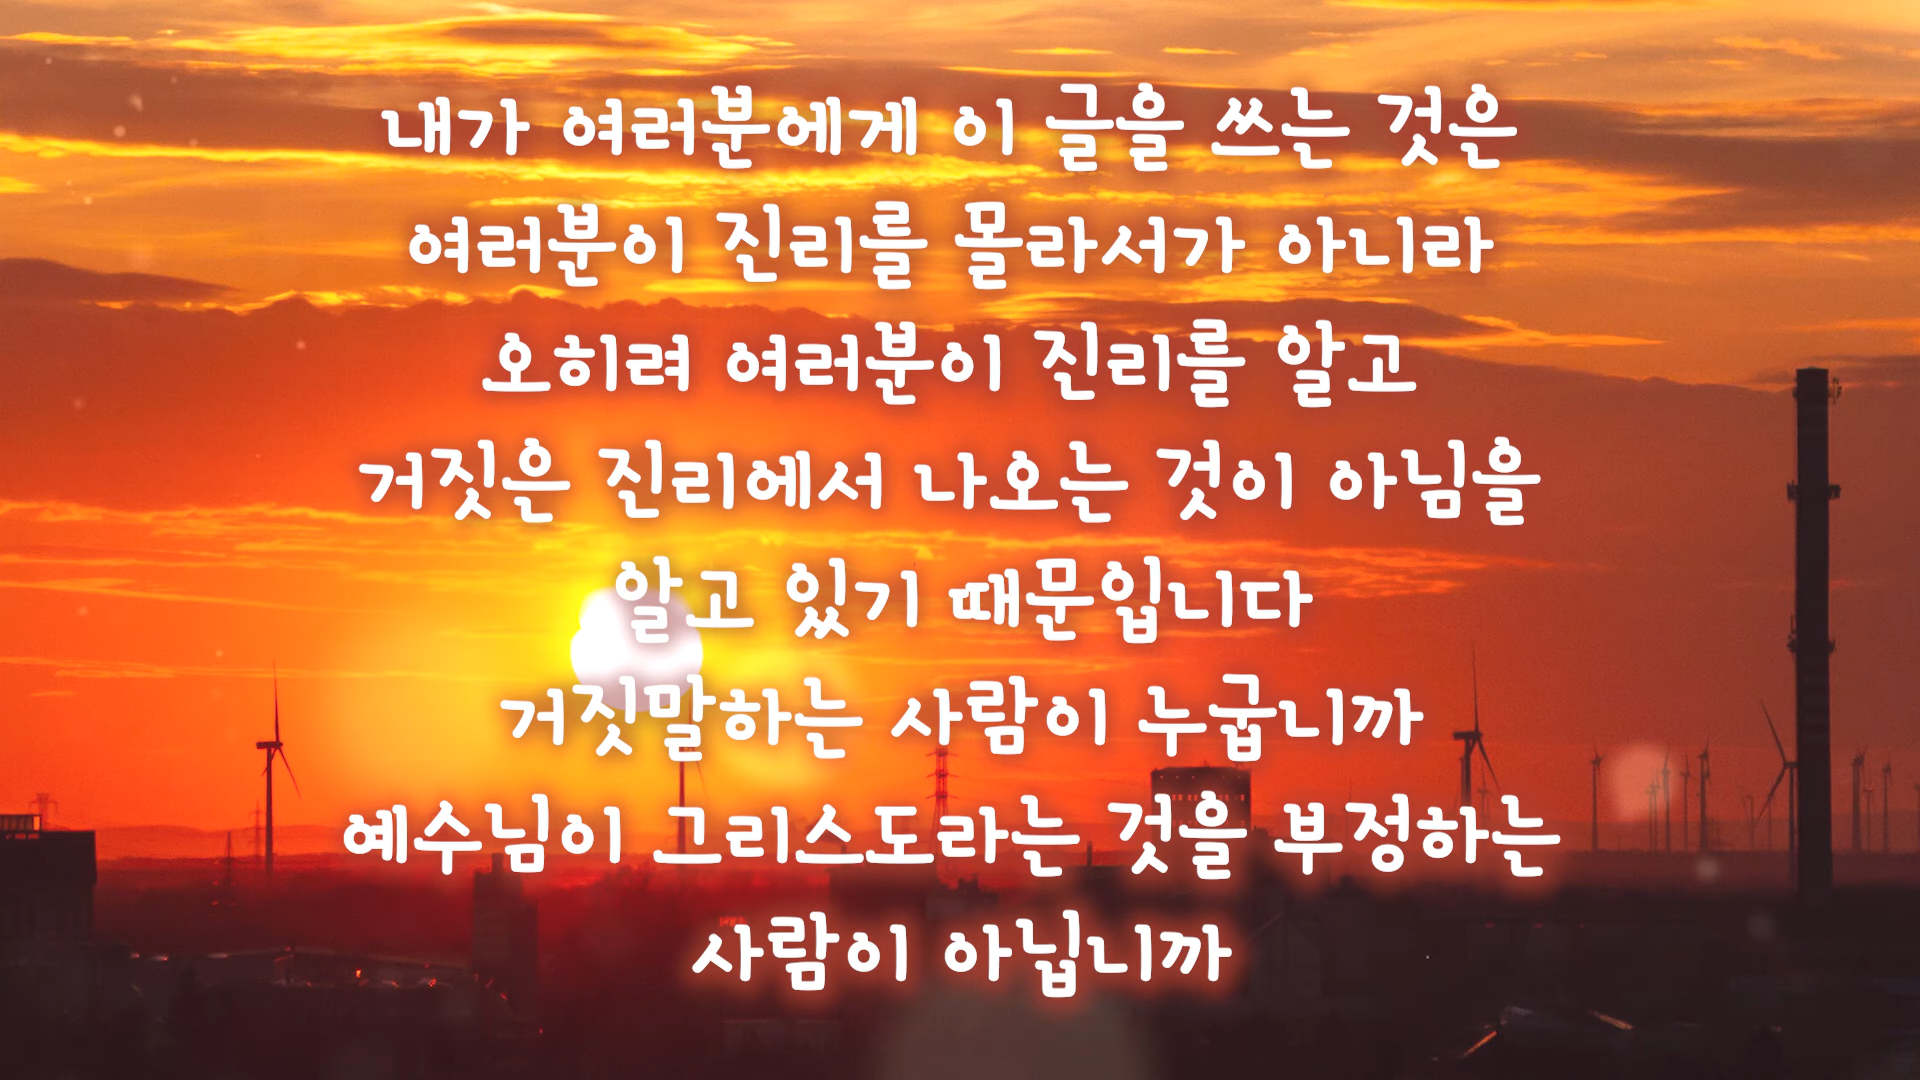 내가 여러분에게 이 글을 쓰는 것은
여러분이 진리를 몰라서가 아니라
오히려 여러분이 진리를 알고
거짓은 진리에서 나오는 것이 아님을
알고 있기 때문입니다
거짓말하는 사람이 누굽니까
예수님이 그리스도라는 것을 부정하는
사람이 아닙니까